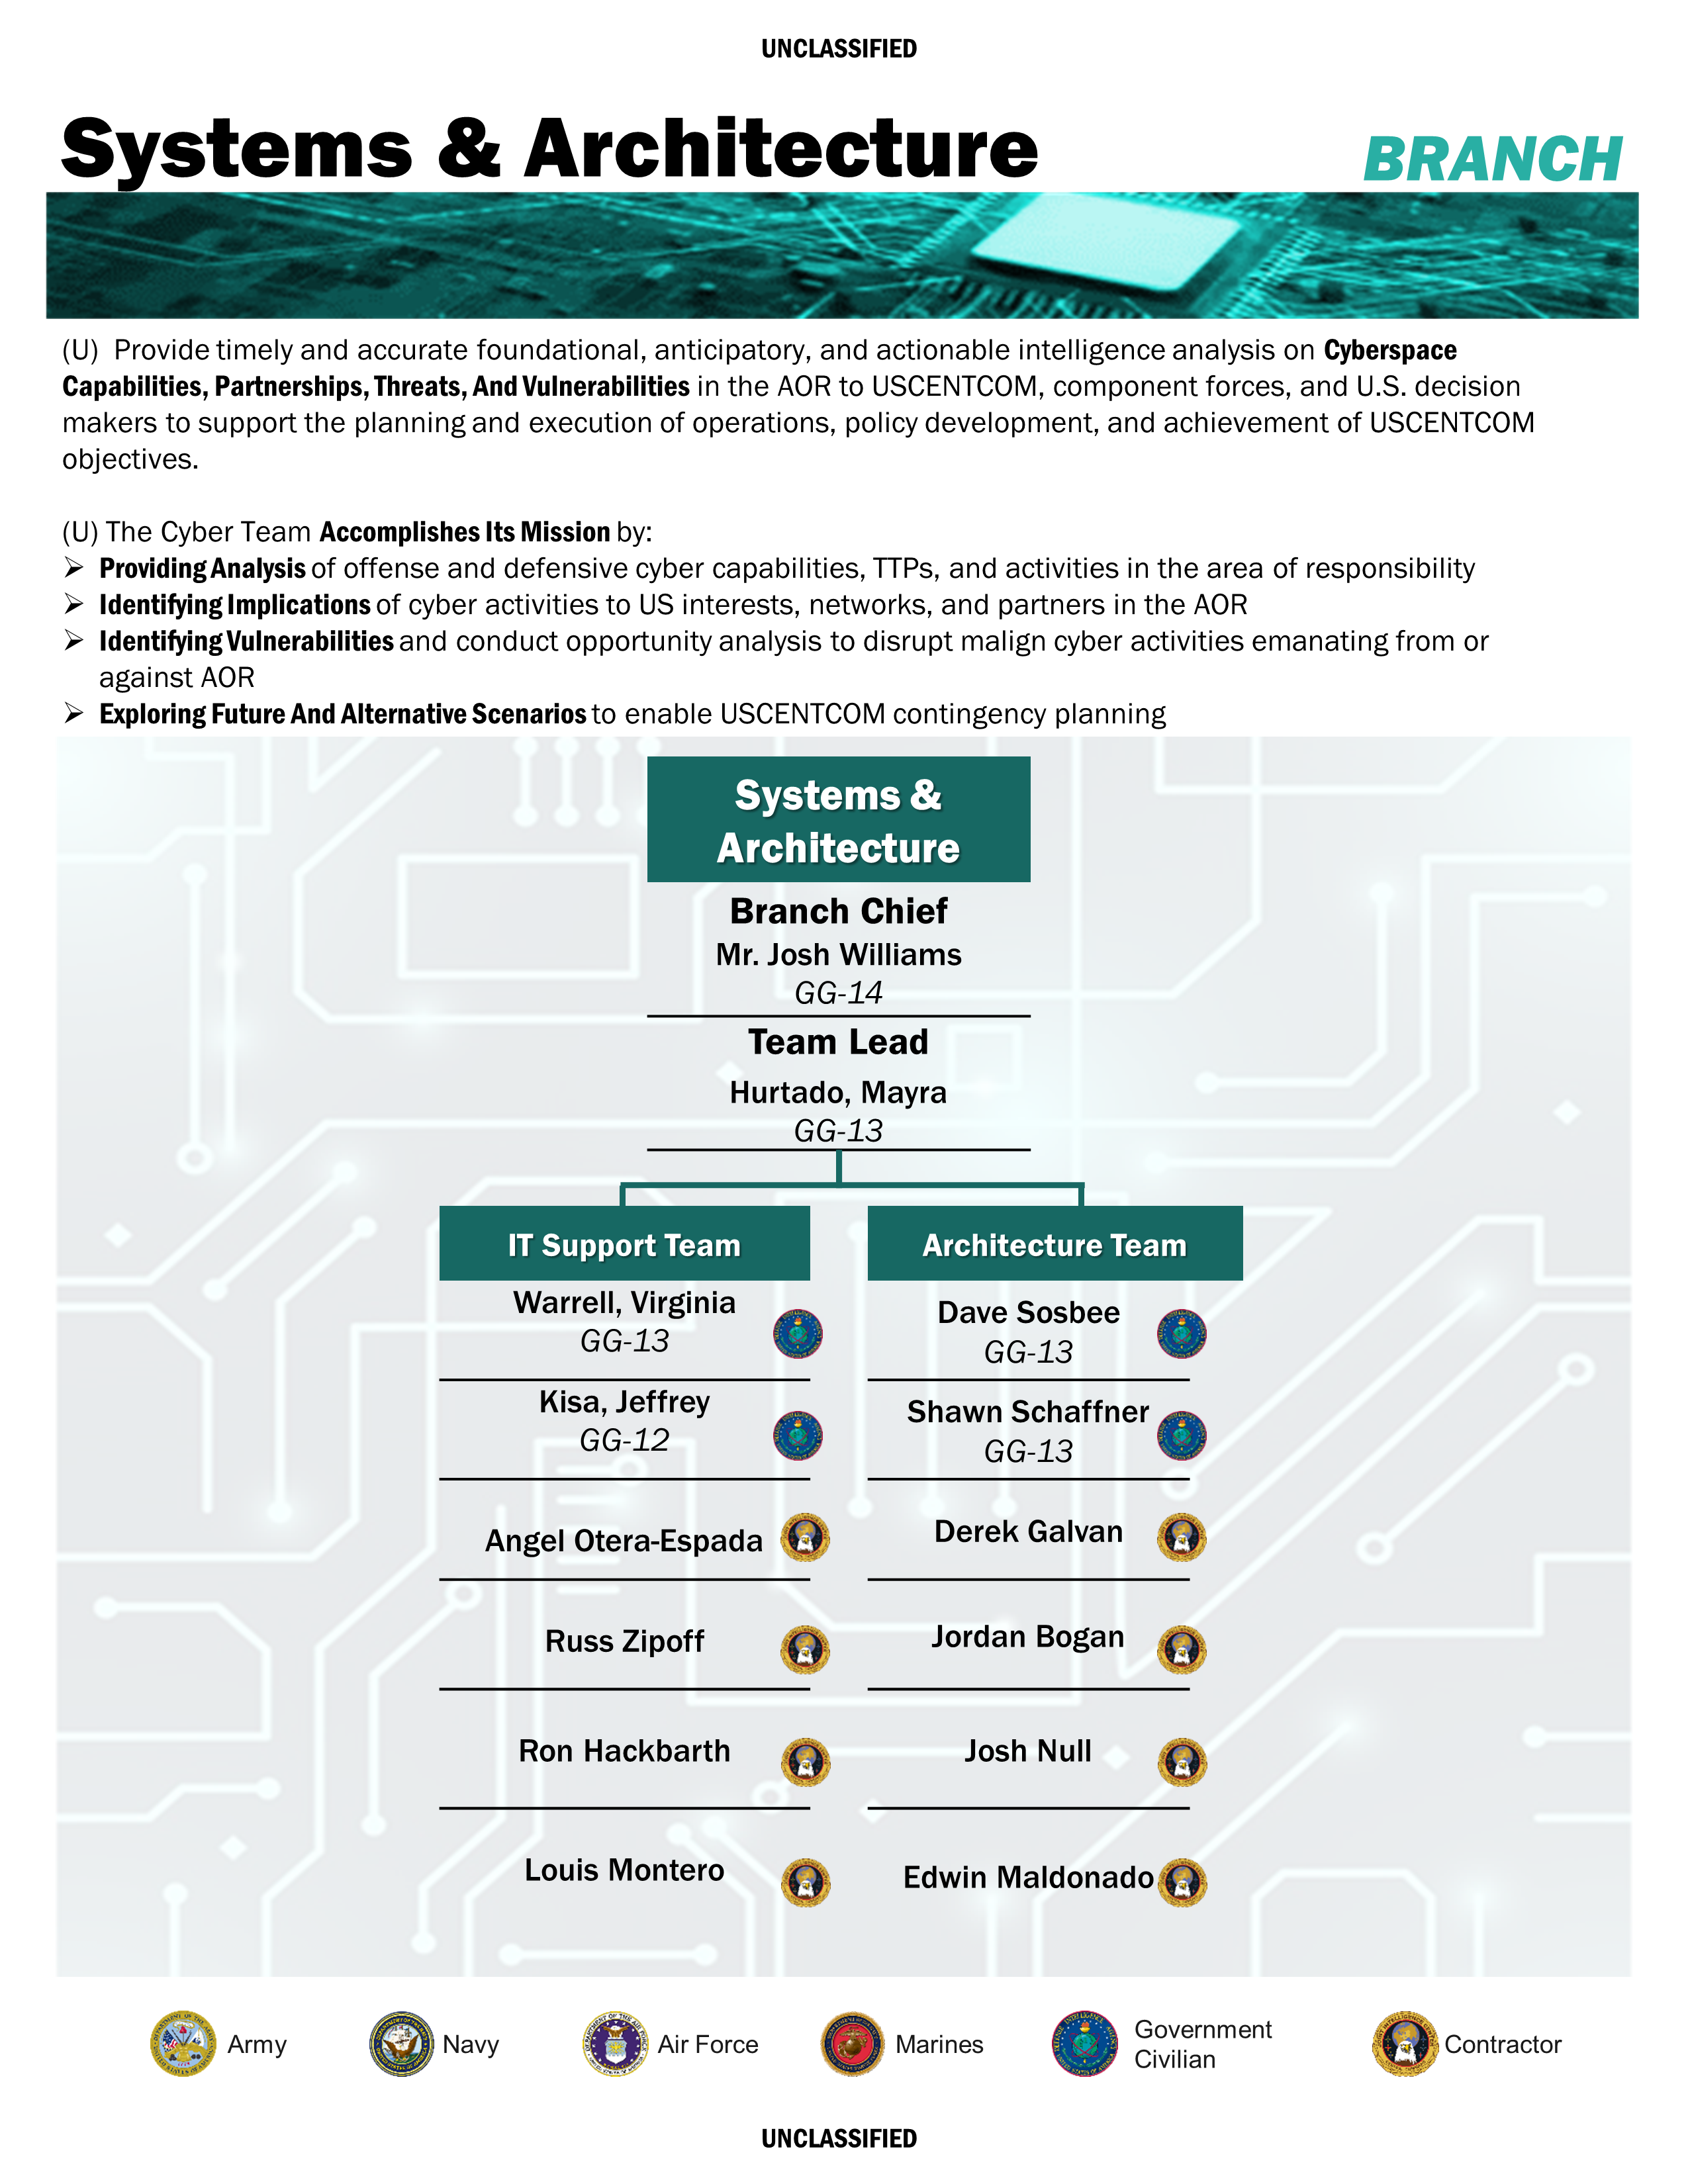 UNCLASSIFIED
Systems & Architecture
BRANCH
(U) Provide timely and accurate foundational, anticipatory, and actionable intelligence analysis on Cyberspace
Capabilities, Partnerships, Threats, And Vulnerabilities in the AOR to USCENTCOM, component forces, and U.S. decision
makers to support the planning and execution of operations, policy development, and achievement of USCENTCOM
objectives.
(U) The Cyber Team Accomplishes Its Mission by:
➢ Providing Analysis of offense and defensive cyber capabilities, TTPs, and activities in the area of responsibility
➢ Identifying Implications of cyber activities to US interests, networks, and partners in the AOR
➢ Identifying Vulnerabilities and conduct opportunity analysis to disrupt malign cyber activities emanating from or
against AOR
➢ Exploring Future And Alternative Scenarios to enable USCENTCOM contingency planning
Systems &
Architecture
Branch Chief
Mr. Josh Williams
GG-14
Team Lead
Hurtado, Mayra
GG-13
IT Support Team
Warrell, Virginia
GG-13
Kisa, Jeffrey
GG-12
Angel Otera-Espada
Russ Zipoff
Ron Hackbarth
Louis Montero
Architecture Team
Dave Sosbee
GG-13
Shawn Schaffner
GG-13
Derek Galvan
Jordan Bogan
Josh Null
Edwin Maldonado
Army
Navy
Air Force
Marines
Government
Civilian
Contractor
UNCLASSIFIED